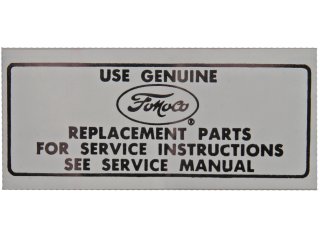 USE GENUINE
FoMoCo
®
REPLACEMENT PARTS
FOR SERVICE INSTRUCTIONS
SEE SERVICE MANUAL